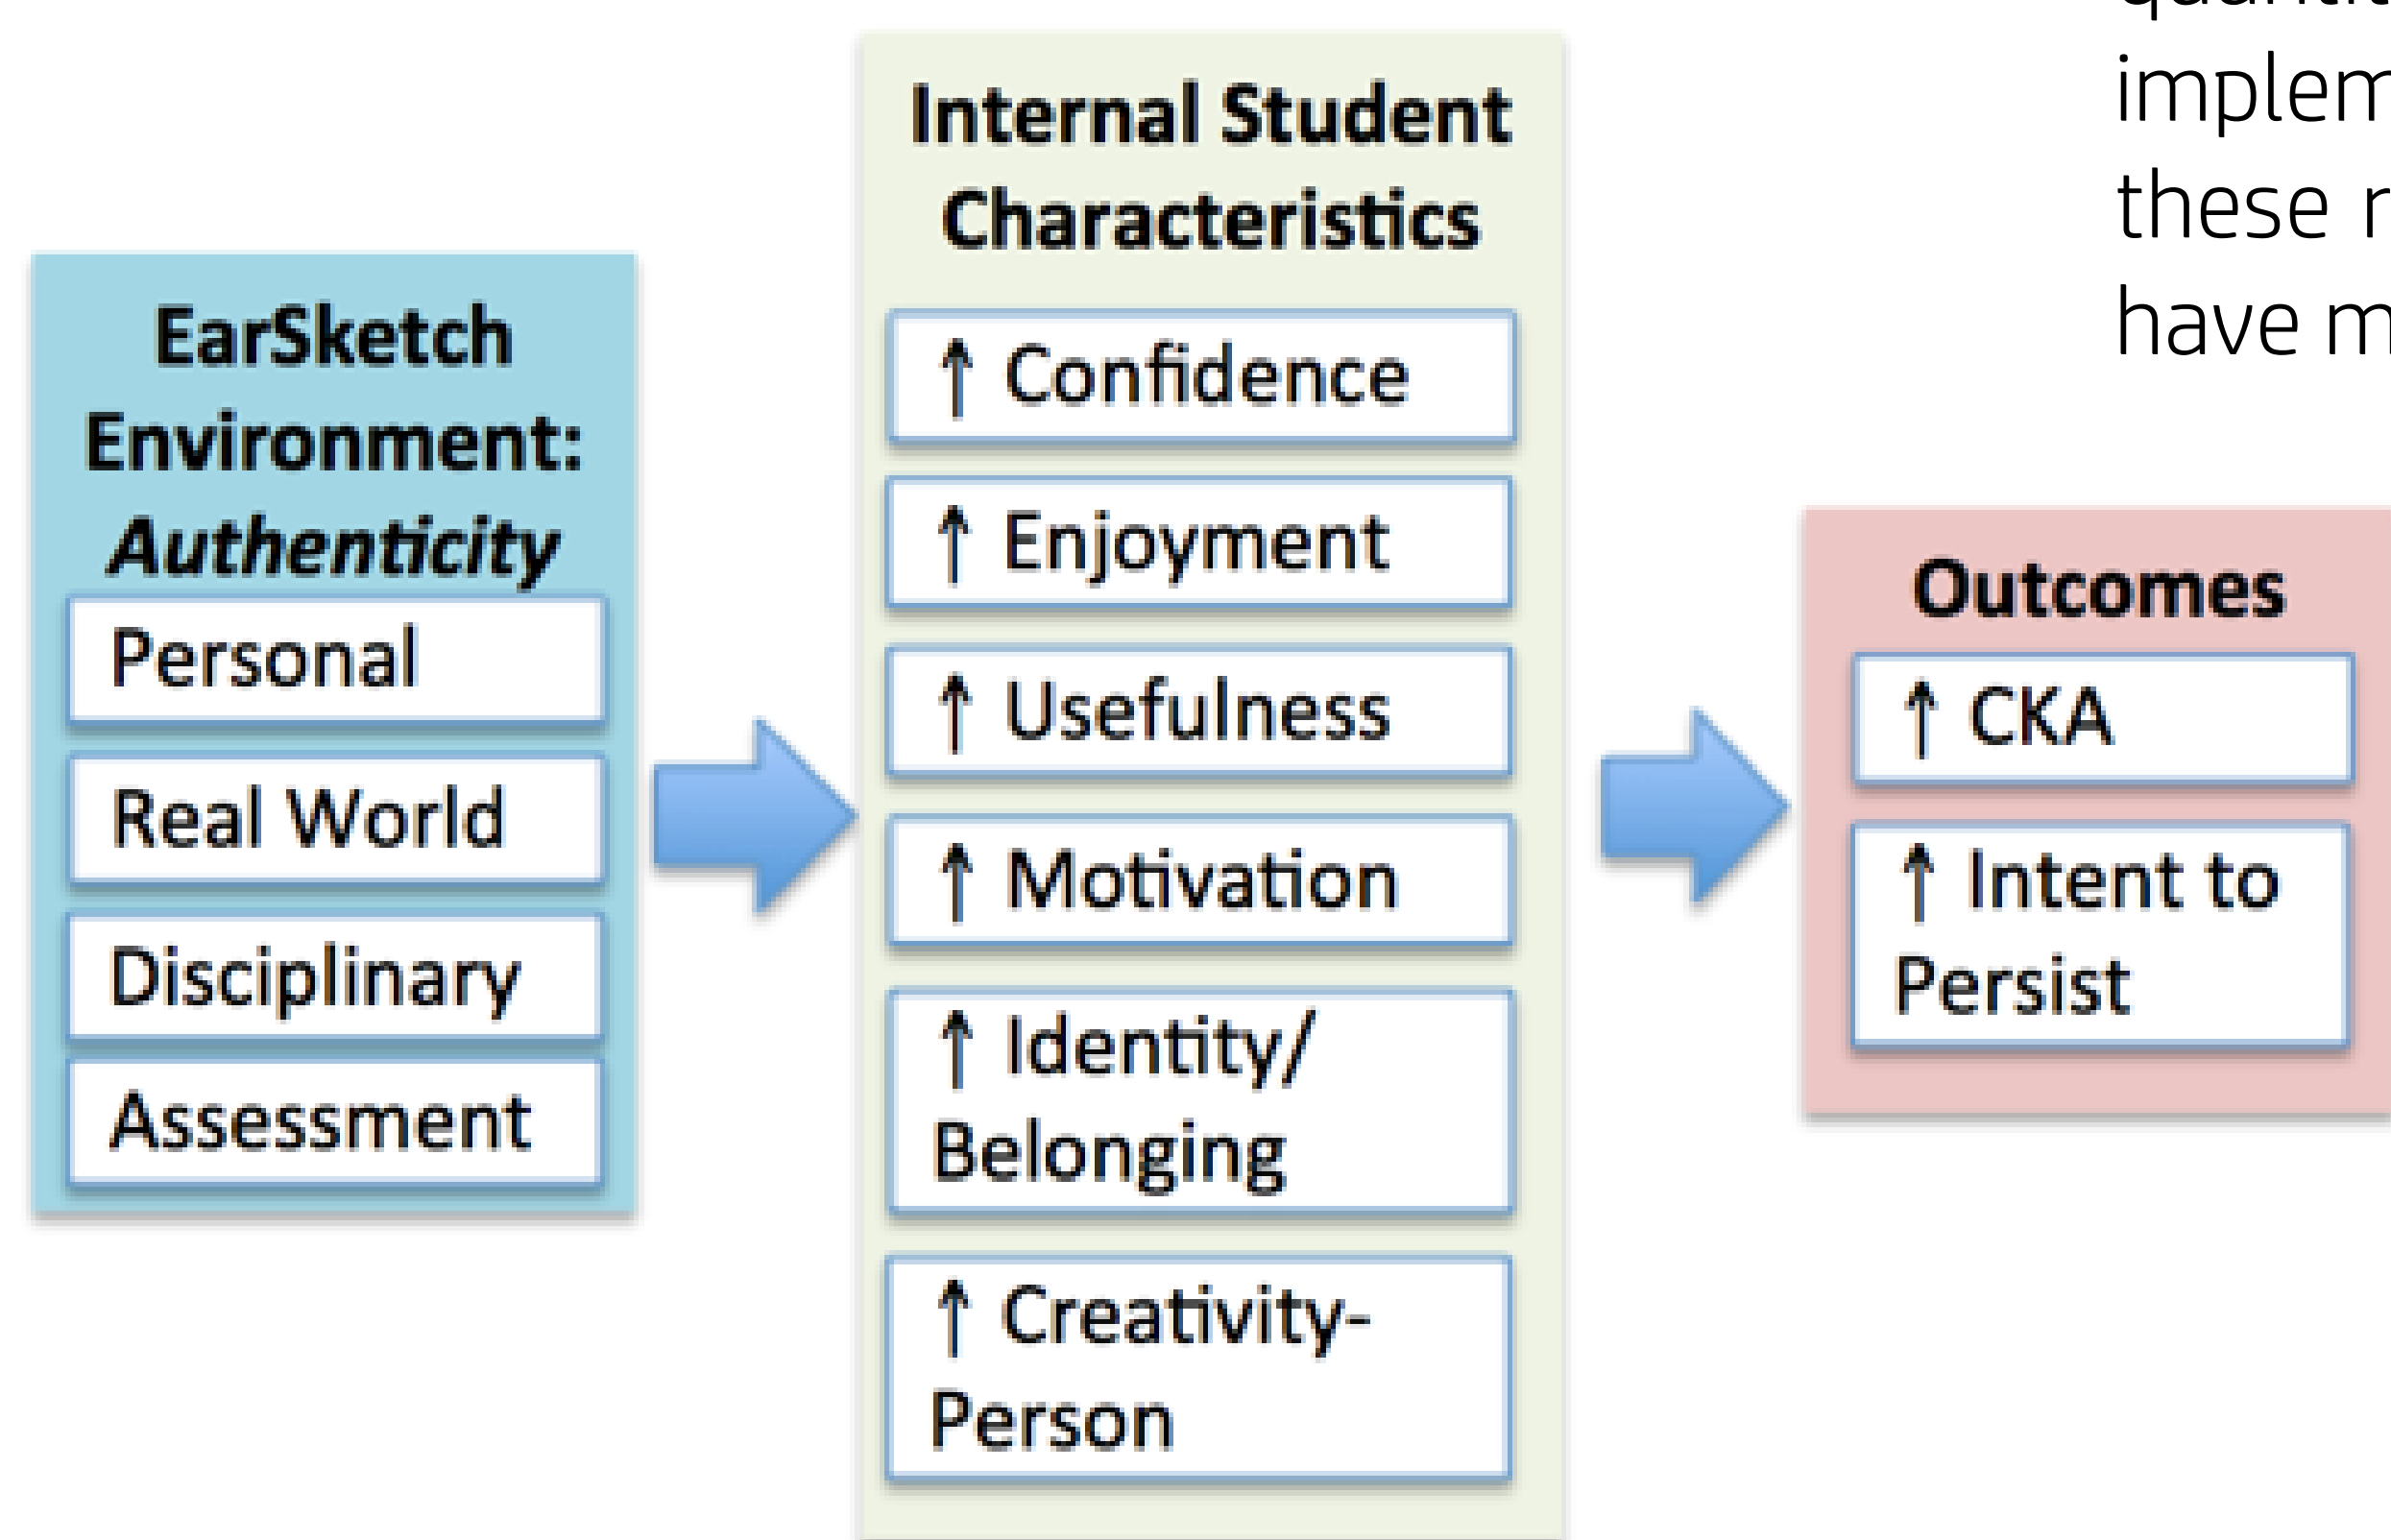 EarSketch
Environment:
Authenticity
Personal
Real World
Disciplinary
Assessment
Internal Student
Characteristics
↑ Confidence
↑ Enjoyment
↑ Usefulness
↑ Motivation
↑ Identity/
Belonging
↑ Creativity-
Person
Outcomes
↑ CKA
↑ Intent to
Persist
implem
these r
have m